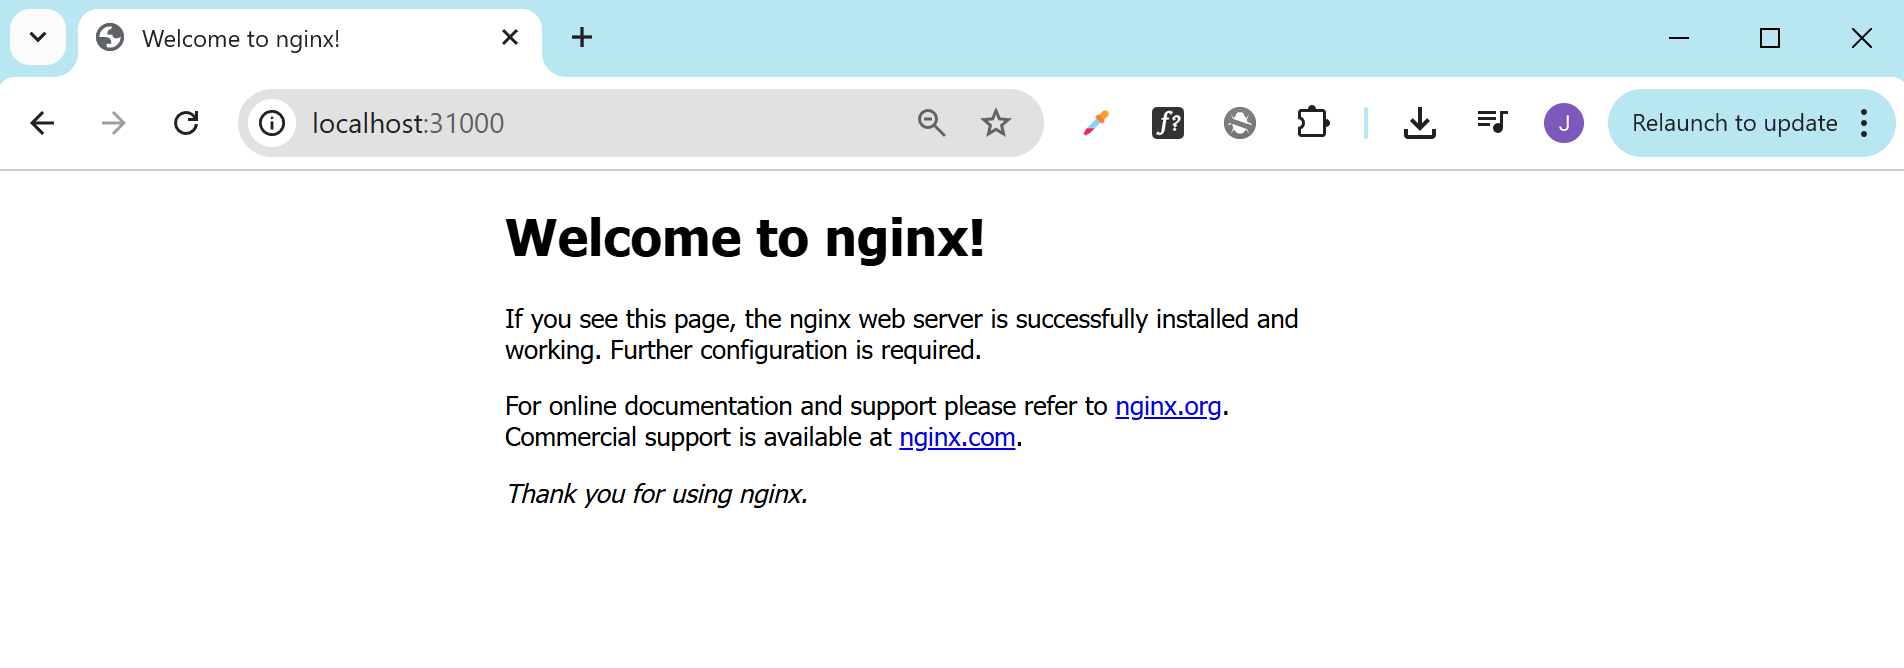 Welcome to nginx!
localhost:31000
f?
J
Relaunch to update
Welcome to nginx!
If you see this page, the nginx web server is successfully installed and
working. Further configuration is required.
For online documentation and support please refer to nginx.org.
Commercial support is available at nginx.com.
Thank you for using nginx.